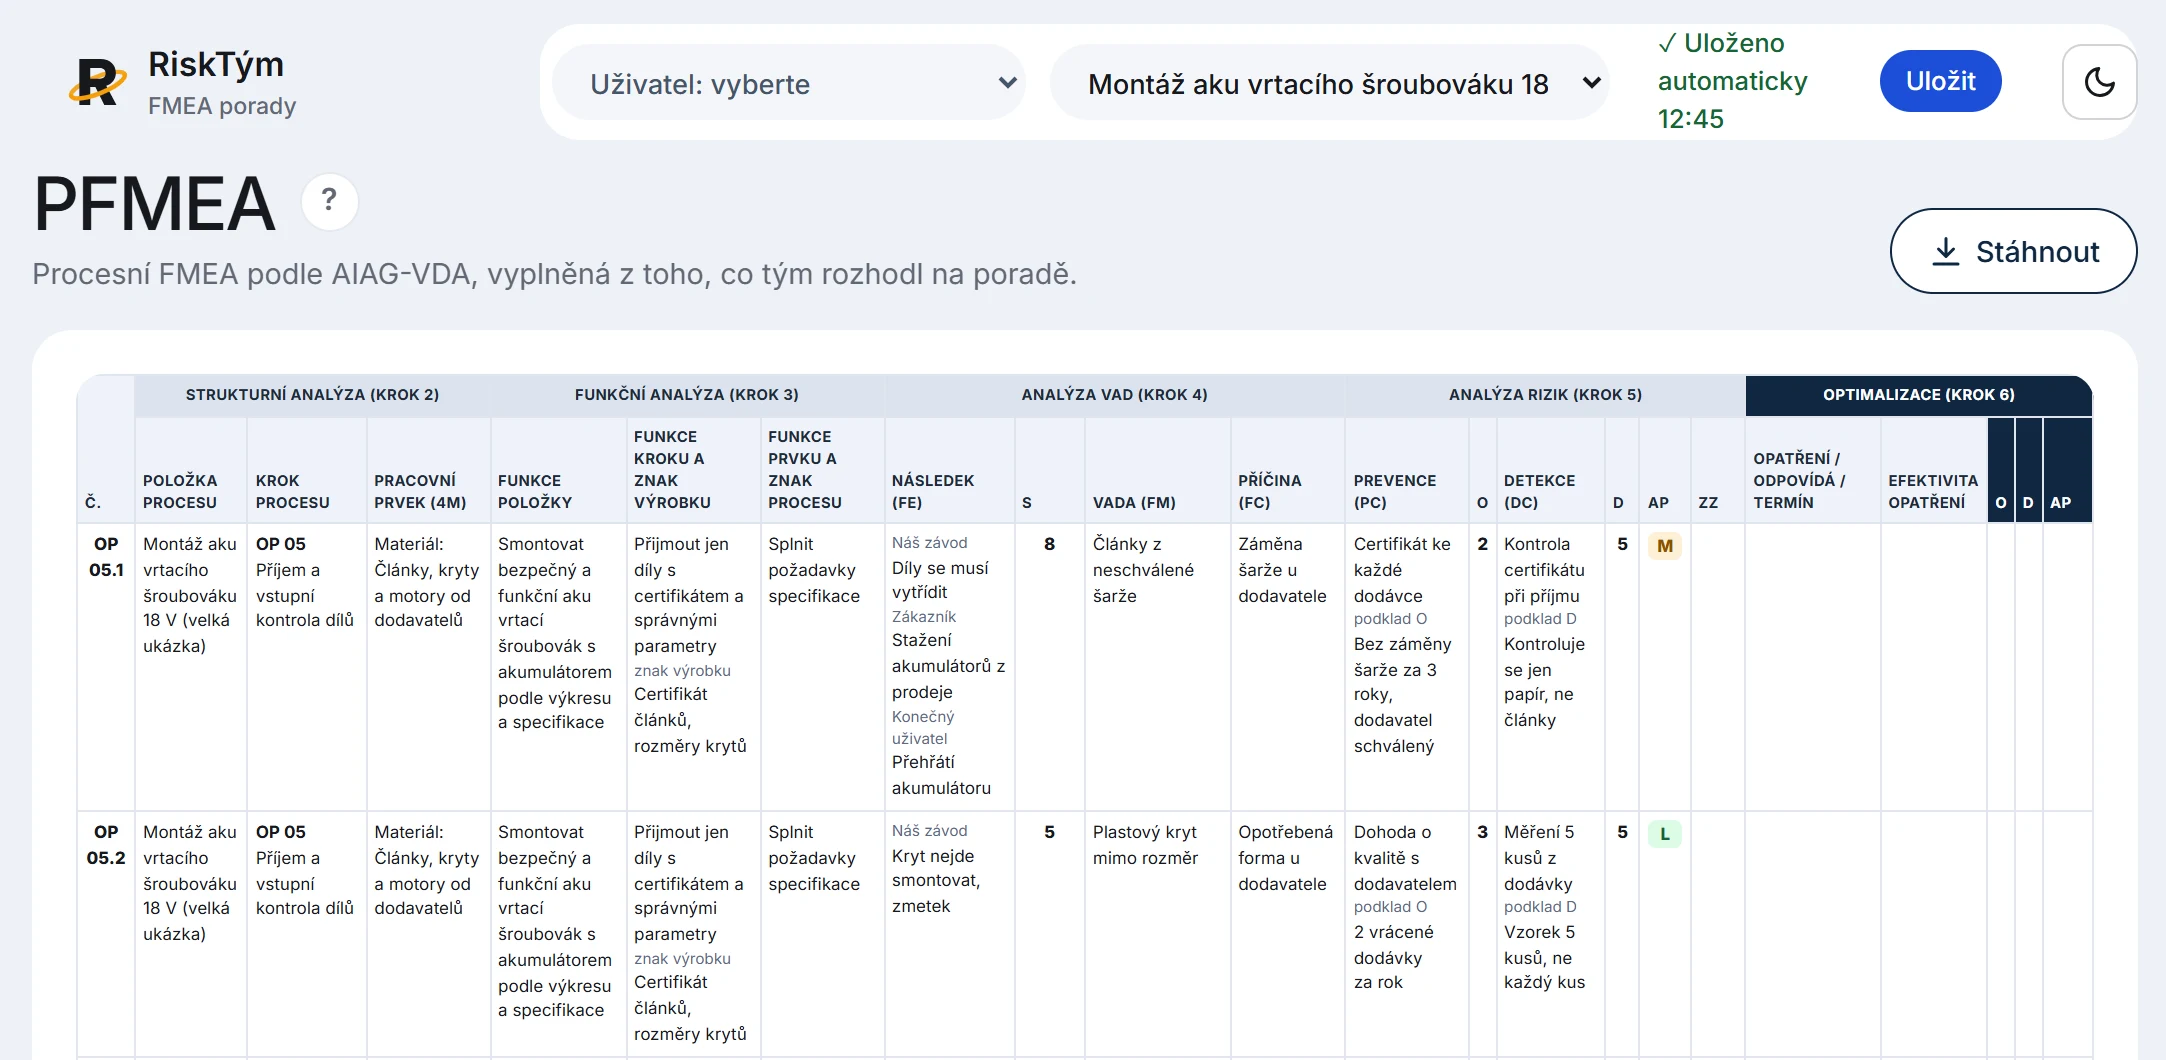 RiskTým
FMEA porady
Uživatel: vyberte
Montáž aku vrtacího šroubováku 18
✓ Uloženo
automaticky
12:45
Uložit
PFMEA
?
Procesní FMEA podle AIAG-VDA, vyplněná z toho, co tým rozhodl na poradě.
Stáhnout
STRUKTURNÍ ANALÝZA (KROK 2)
FUNKČNÍ ANALÝZA (KROK 3)
ANALÝZA VAD (KROK 4)
ANALÝZA RIZIK (KROK 5)
OPTIMALIZACE (KROK 6)
Č.
POLOŽKA
PROCESU
KROK
PROCESU
PRACOVNÍ
PRVEK (4M)
FUNKCE
POLOŽKY
FUNKCE
KROKU A
ZNAK
VÝROBKU
FUNKCE
PRVKU A
ZNAK
PROCESU
NÁSLEDEK
(FE)
S
VADA (FM)
PŘÍČINA
(FC)
PREVENCE
(PC)
O
DETEKCE
(DC)
D
AP
ZZ
OPATŘENÍ /
ODPOVÍDÁ /
TERMÍN
EFEKTIVITA
OPATŘENÍ
O
D
AP
OP
05.1
Montáž aku
vrtacího
šroubováku
18 V (velká
ukázka)
OP 05
Příjem a
vstupní
kontrola dílů
Materiál:
Články, kryty
a motory od
dodavatelů
Smontovat
bezpečný a
funkční aku
vrtací
šroubovák s
akumulátorem
podle výkresu
a specifikace
Přijmout jen
díly s
certifikátem a
správnými
parametry
znak výrobku
Certifikát
článků,
rozměry krytů
Splnit
požadavky
specifikace
Náš závod
Díly se musí
vytřídit
Zákazník
Stažení
akumulátorů z
prodeje
Konečný
uživatel
Přehřátí
akumulátoru
8
Články z
neschválené
šarže
Záměna
šarže u
dodavatele
Certifikát ke
každé
dodávce
podklad O
Bez záměny
šarže za 3
roky,
dodavatel
schválený
2
Kontrola
certifikátu
při příjmu
podklad D
Kontroluje
se jen
papír, ne
články
5
M
OP
05.2
Montáž aku
vrtacího
šroubováku
18 V (velká
ukázka)
OP 05
Příjem a
vstupní
kontrola dílů
Materiál:
Články, kryty
a motory od
dodavatelů
Smontovat
bezpečný a
funkční aku
vrtací
šroubovák s
akumulátorem
podle výkresu
a specifikace
Přijmout jen
díly s
certifikátem a
správnými
parametry
znak výrobku
Certifikát
článků,
rozměry krytů
Splnit
požadavky
specifikace
Náš závod
Kryt nejde
smontovat,
zmetek
5
Plastový kryt
mimo rozměr
Opotřebená
forma u
dodavatele
Dohoda o
kvalitě s
dodavatelem
podklad O
2 vrácené
dodávky
za rok
3
Měření 5
kusů z
dodávky
podklad D
Vzorek 5
kusů, ne
každý kus
5
L